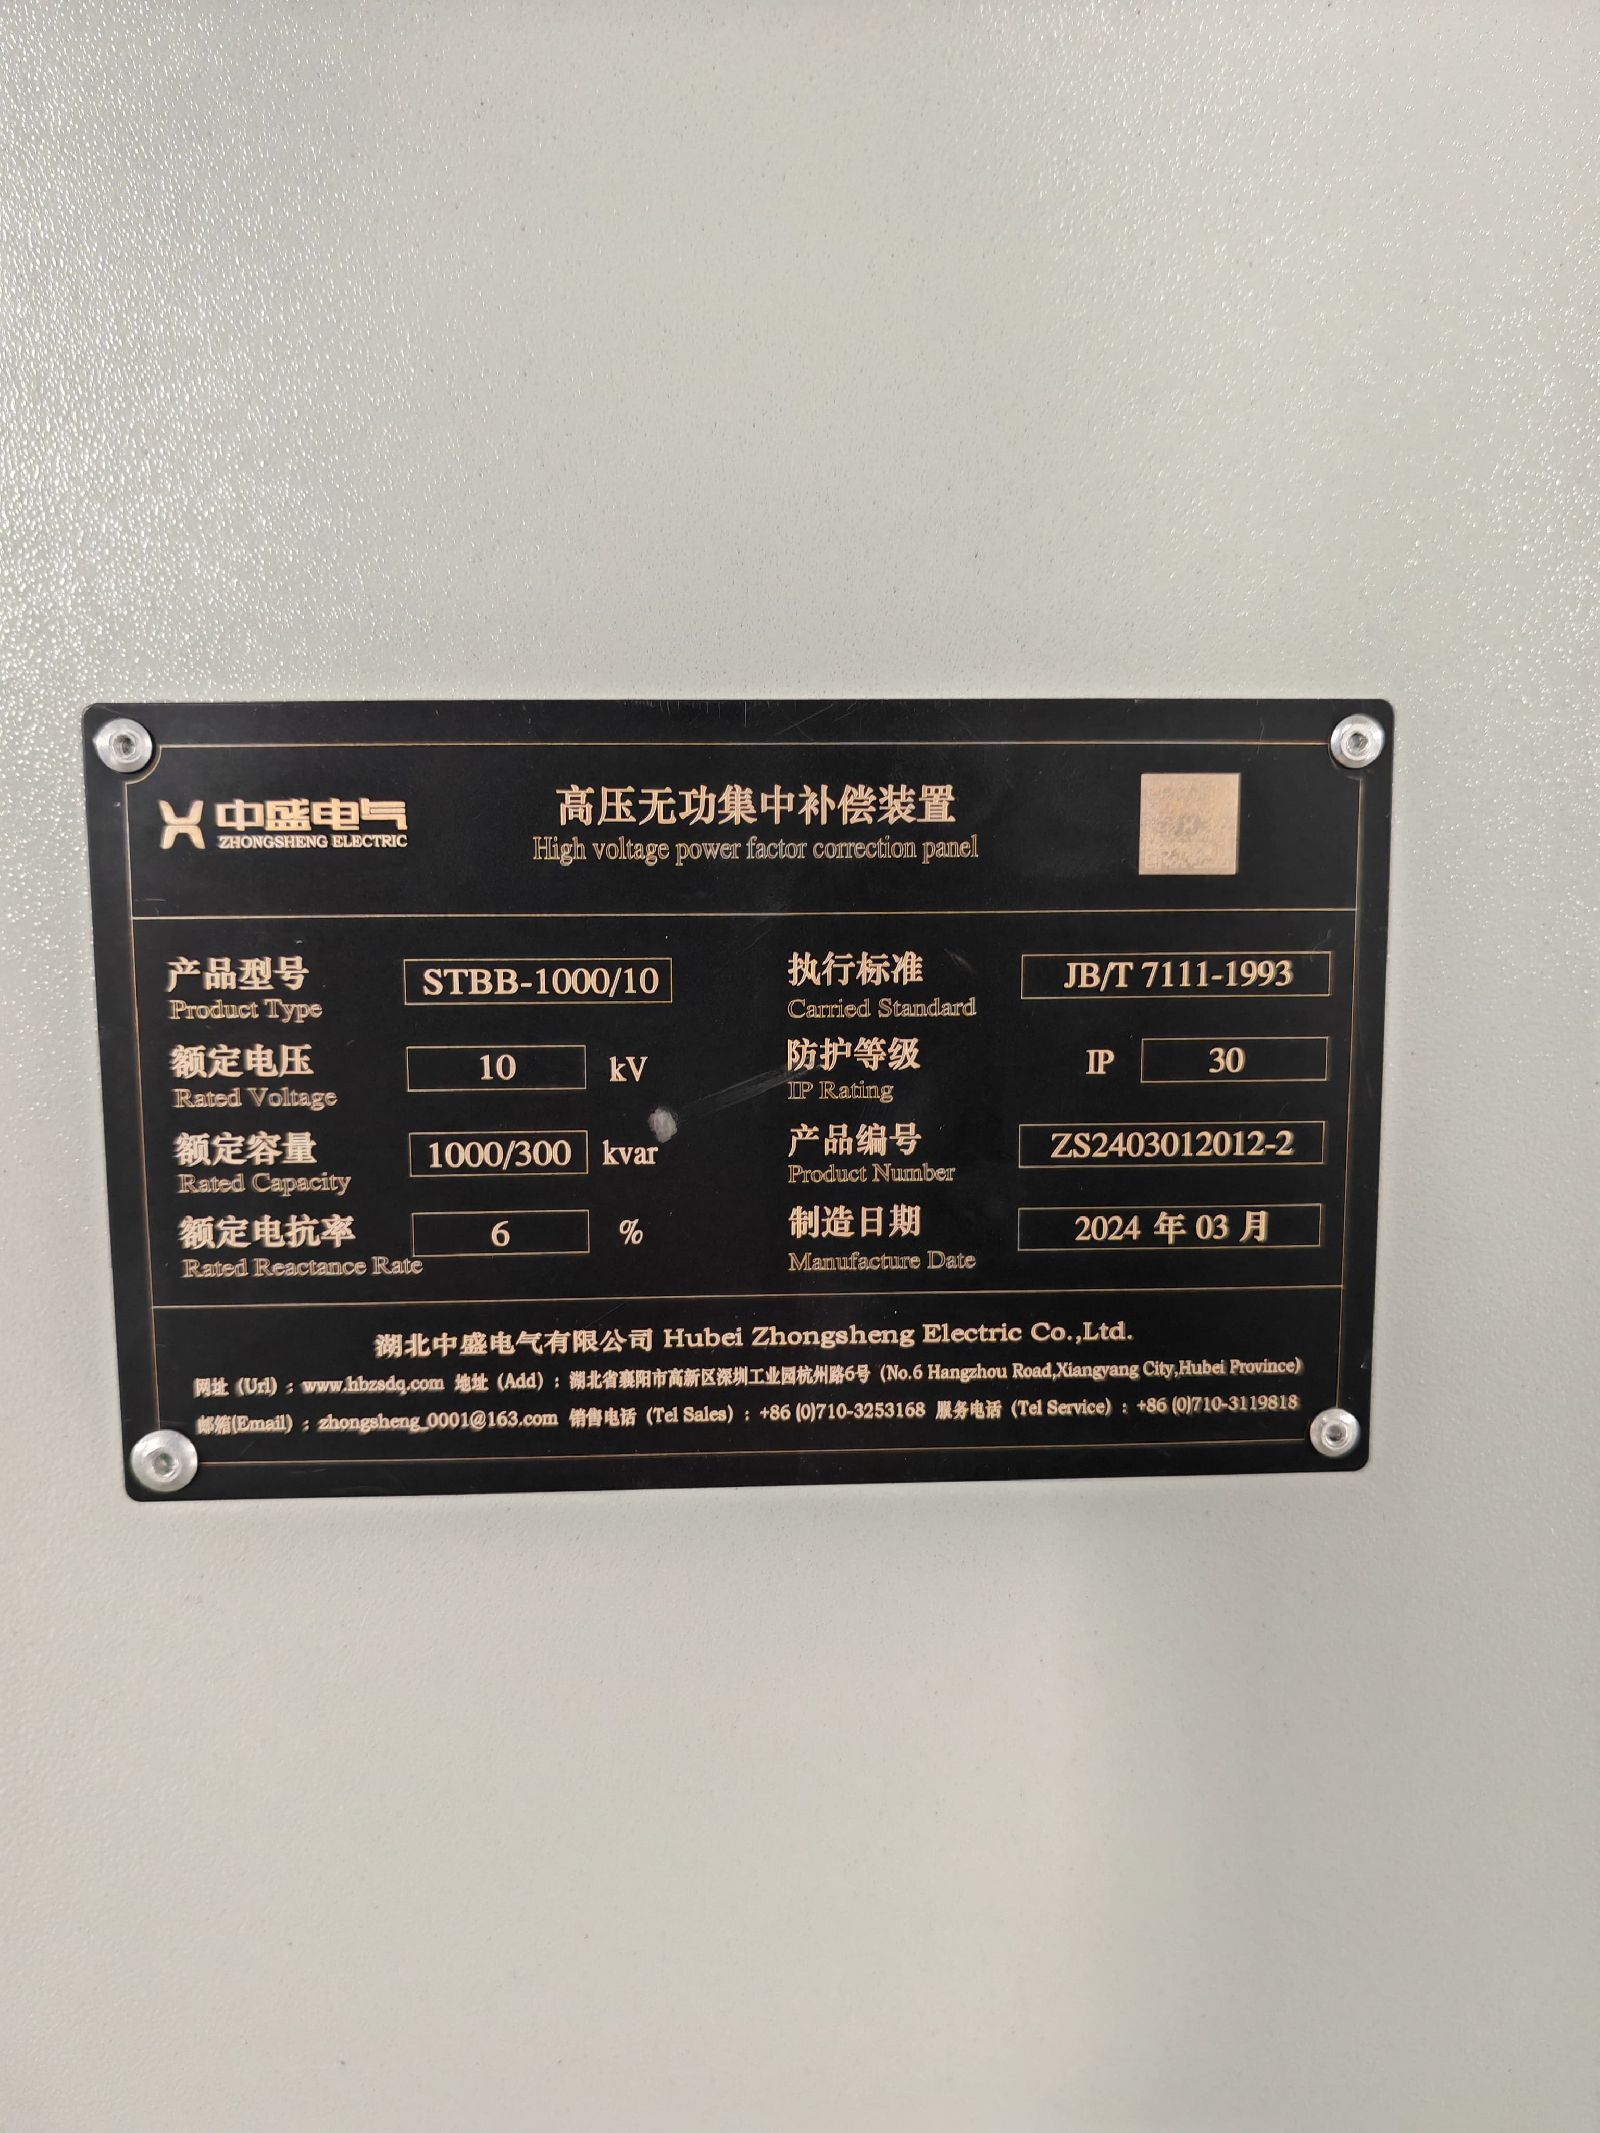 中盛电气
ZHONGSHENG ELECTRIC
高压无功集中补偿装置
High voltage power factor correction panel
产品型号 STBB-1000/10
Product Type
额定电压 10 kV
Rated Voltage
额定容量 1000/300 kvar
Rated Capacity
额定电抗率 6 %
Rated Reactance Rate
执行标准 JB/T 7111-1993
Carried Standard
防护等级 IP 30
IP Rating
产品编号 ZS2403012012-2
Product Number
制造日期 2024 年 03 月
Manufacture Date
湖北中盛电气有限公司 Hubei Zhongsheng Electric Co.,Ltd.
网址（Url）：www.hbzsdq.com 地址（Add）：湖北省襄阳市高新区深圳工业园杭州路6号（No.6 Hangzhou Road,Xiangyang City,Hubei Province）
邮箱(Email)：zhongsheng_0001@163.com 销售电话（Tel Sales）：+86 (0)710-3253168 服务电话（Tel Service）：+86 (0)710-3119818